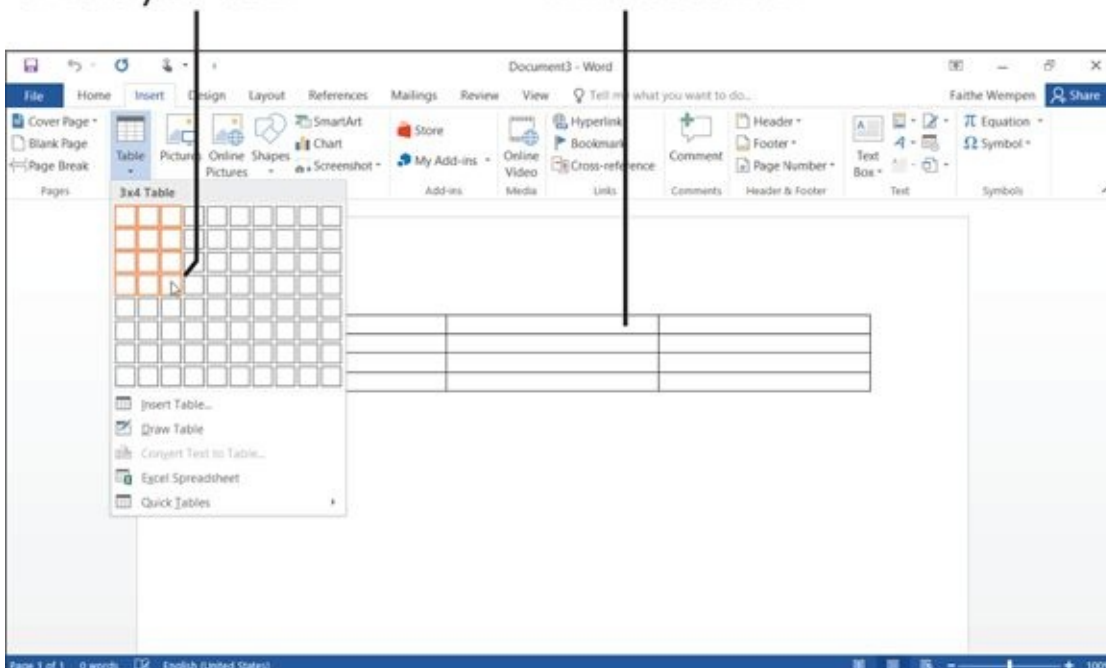 Document3 - Word
File Home Insert Design Layout References Mailings Review View Tell me what you want to do... Faithe Wempen Share
Cover Page
Blank Page
Page Break
Pages
Table
Pictures
Online Pictures
Shapes
SmartArt
Chart
Screenshot
Store
My Add-ins
Add-ins
Online Video
Media
Hyperlink
Bookmark
Cross-reference
Links
Comment
Comments
Header
Footer
Page Number
Header & Footer
Text Box
Text
π Equation
Ω Symbol
Symbols
3x4 Table
Insert Table...
Draw Table
Convert Text to Table...
Excel Spreadsheet
Quick Tables
Page 1 of 1 0 words English (United States)